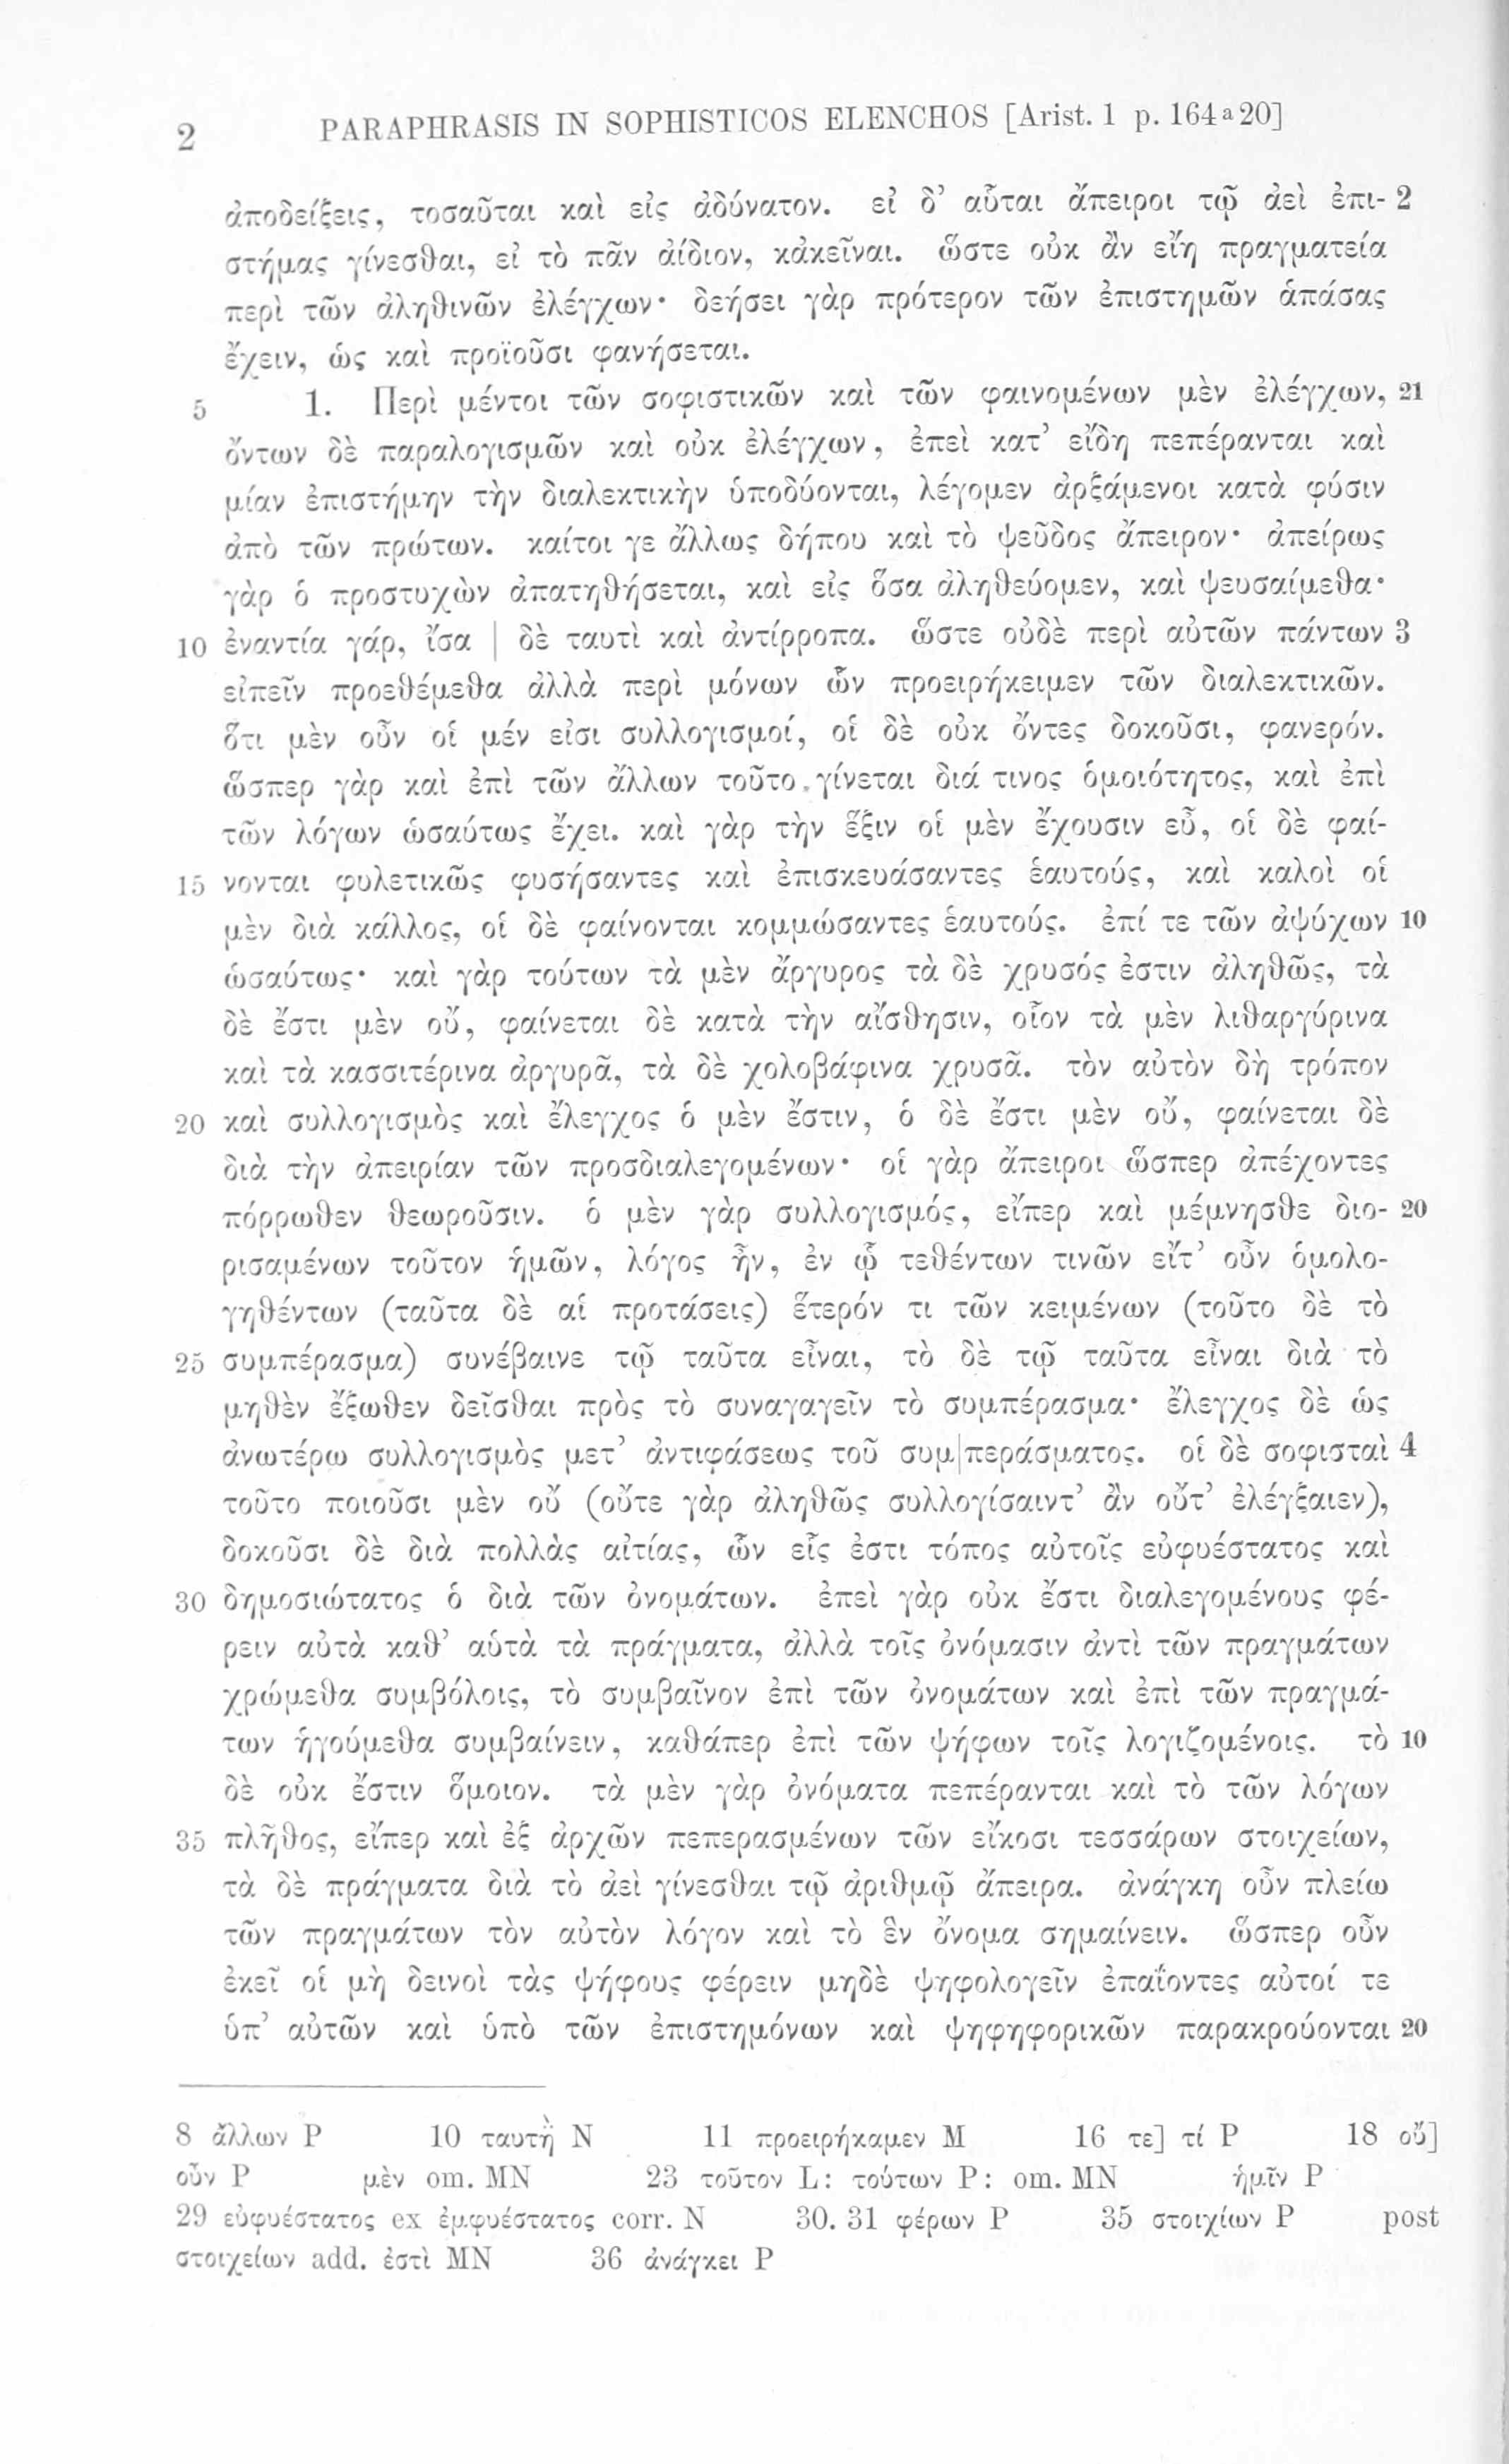 2 PARAPHRASIS IN SOPHISTICOS ELENCHOS [Arist. 1 p. 164ᵃ20]
ἀποδείξεις, τοσαῦται καὶ εἰς ἀδύνατον. εἰ δ’ αὗται ἄπειροι τῷ ἀεὶ ἐπι- 2
στήμας γίνεσθαι, εἰ τὸ πᾶν ἀίδιον, κἀκεῖναι. ὥστε οὐκ ἂν εἴη πραγματεία
περὶ τῶν ἀληθινῶν ἐλέγχων· δεήσει γὰρ πρότερον τῶν ἐπιστημῶν ἁπάσας
ἔχειν, ὡς καὶ προϊοῦσι φανήσεται.
5 1. Περὶ μέντοι τῶν σοφιστικῶν καὶ τῶν φαινομένων μὲν ἐλέγχων, 21
ὄντων δὲ παραλογισμῶν καὶ οὐκ ἐλέγχων, ἐπεὶ κατ’ εἴδη πεπέρανται καὶ
μίαν ἐπιστήμην τὴν διαλεκτικὴν ὑποδύονται, λέγομεν ἀρξάμενοι κατὰ φύσιν
ἀπὸ τῶν πρώτων. καίτοι γε ἄλλως δήπου καὶ τὸ ψεῦδος ἄπειρον· ἀπείρως
γὰρ ὁ προστυχὼν ἀπατηθήσεται, καὶ εἰς ὅσα ἀληθεύομεν, καὶ ψευσαίμεθα·
10 ἐναντία γάρ, ἴσα | δὲ ταυτὶ καὶ ἀντίρροπα. ὥστε οὐδὲ περὶ αὐτῶν πάντων 3
εἰπεῖν προεθέμεθα ἀλλὰ περὶ μόνων ὧν προειρήκειμεν τῶν διαλεκτικῶν.
ὅτι μὲν οὖν οἱ μέν εἰσι συλλογισμοί, οἱ δὲ οὐκ ὄντες δοκοῦσι, φανερόν.
ὥσπερ γὰρ καὶ ἐπὶ τῶν ἄλλων τοῦτο γίνεται διά τινος ὁμοιότητος, καὶ ἐπὶ
τῶν λόγων ὡσαύτως ἔχει. καὶ γὰρ τὴν ἕξιν οἱ μὲν ἔχουσιν εὖ, οἱ δὲ φαί-
15 νονται φυλετικῶς φυσήσαντες καὶ ἐπισκευάσαντες ἑαυτούς, καὶ καλοὶ οἱ
μὲν διὰ κάλλος, οἱ δὲ φαίνονται κομμώσαντες ἑαυτούς. ἐπί τε τῶν ἀψύχων 10
ὡσαύτως· καὶ γὰρ τούτων τὰ μὲν ἄργυρος τὰ δὲ χρυσός ἐστιν ἀληθῶς, τὰ
δὲ ἔστι μὲν οὔ, φαίνεται δὲ κατὰ τὴν αἴσθησιν, οἷον τὰ μὲν λιθαργύρινα
καὶ τὰ κασσιτέρινα ἀργυρᾶ, τὰ δὲ χολοβάφινα χρυσᾶ. τὸν αὐτὸν δὴ τρόπον
20 καὶ συλλογισμὸς καὶ ἔλεγχος ὁ μὲν ἔστιν, ὁ δὲ ἔστι μὲν οὔ, φαίνεται δὲ
διὰ τὴν ἀπειρίαν τῶν προσδιαλεγομένων· οἱ γὰρ ἄπειροι ὥσπερ ἀπέχοντες
πόρρωθεν θεωροῦσιν. ὁ μὲν γὰρ συλλογισμός, εἴπερ καὶ μέμνησθε διο- 20
ρισαμένων τοῦτον ἡμῶν, λόγος ἦν, ἐν ᾧ τεθέντων τινῶν εἴτ’ οὖν ὁμολο-
γηθέντων (ταῦτα δὲ αἱ προτάσεις) ἕτερόν τι τῶν κειμένων (τοῦτο δὲ τὸ
25 συμπέρασμα) συνέβαινε τῷ ταῦτα εἶναι, τὸ δὲ τῷ ταῦτα εἶναι διὰ τὸ
μηθὲν ἔξωθεν δεῖσθαι πρὸς τὸ συναγαγεῖν τὸ συμπέρασμα· ἔλεγχος δὲ ὡς
ἀνωτέρω συλλογισμὸς μετ’ ἀντιφάσεως τοῦ συμ|περάσματος. οἱ δὲ σοφισταὶ 4
τοῦτο ποιοῦσι μὲν οὔ (οὔτε γὰρ ἀληθῶς συλλογίσαιντ’ ἂν οὔτ’ ἐλέγξαιεν),
δοκοῦσι δὲ διὰ πολλὰς αἰτίας, ὧν εἷς ἐστι τόπος αὐτοῖς εὐφυέστατος καὶ
30 δημοσιώτατος ὁ διὰ τῶν ὀνομάτων. ἐπεὶ γὰρ οὐκ ἔστι διαλεγομένους φέ-
ρειν αὐτὰ καθ’ αὑτὰ τὰ πράγματα, ἀλλὰ τοῖς ὀνόμασιν ἀντὶ τῶν πραγμάτων
χρώμεθα συμβόλοις, τὸ συμβαῖνον ἐπὶ τῶν ὀνομάτων καὶ ἐπὶ τῶν πραγμά-
των ἡγούμεθα συμβαίνειν, καθάπερ ἐπὶ τῶν ψήφων τοῖς λογιζομένοις. τὸ 10
δὲ οὐκ ἔστιν ὅμοιον. τὰ μὲν γὰρ ὀνόματα πεπέρανται καὶ τὸ τῶν λόγων
35 πλῆθος, εἴπερ καὶ ἐξ ἀρχῶν πεπερασμένων τῶν εἴκοσι τεσσάρων στοιχείων,
τὰ δὲ πράγματα διὰ τὸ ἀεὶ γίνεσθαι τῷ ἀριθμῷ ἄπειρα. ἀνάγκη οὖν πλείω
τῶν πραγμάτων τὸν αὐτὸν λόγον καὶ τὸ ἓν ὄνομα σημαίνειν. ὥσπερ οὖν
ἐκεῖ οἱ μὴ δεινοὶ τὰς ψήφους φέρειν μηδὲ ψηφολογεῖν ἐπαΐοντες αὐτοί τε
ὑπ’ αὐτῶν καὶ ὑπὸ τῶν ἐπιστημόνων καὶ ψηφηφορικῶν παρακρούονται 20
8 ἄλλων P 10 ταυτὴ̈ N 11 προειρήκαμεν M 16 τε] τί P 18 οὔ]
οὖν P μὲν om. MN 23 τοῦτον L: τούτων P: om. MN ἡμῖν P
29 εὐφυέστατος ex ἐμφυέστατος corr. N 30. 31 φέρων P 35 στοιχίων P post
στοιχείων add. ἐστὶ MN 36 ἀνάγκει P